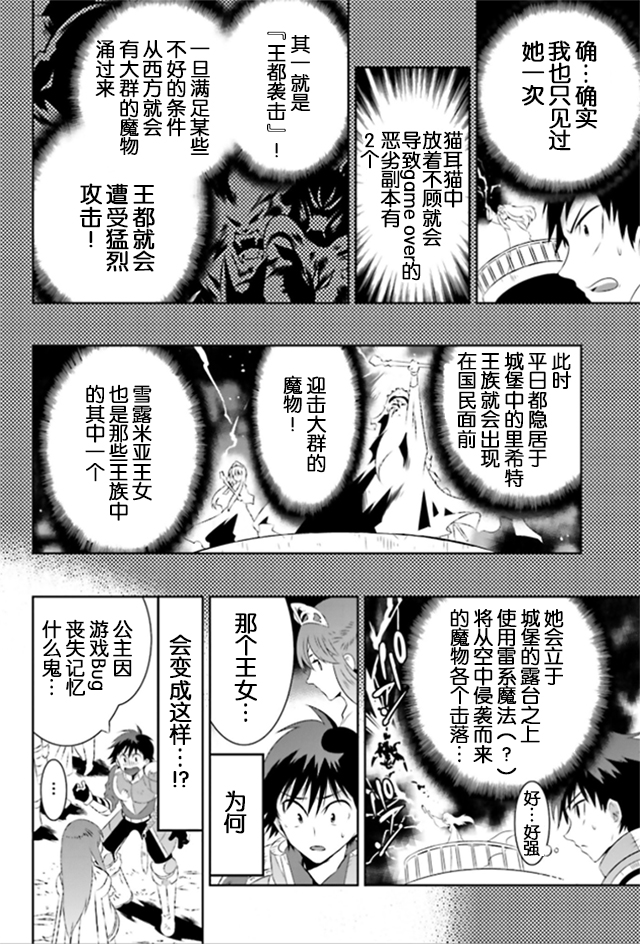 确…确实
我也只见过
她一次
猫耳猫中
放着不顾就会
导致game over的
恶劣副本有
2个
其一就是
『王都袭击』!
一旦满足某些
不好的条件
从西方就会
有大群的魔物
涌过来
王都就会
遭受猛烈
攻击!
此时
平日都隐居于
城堡中的里希特
王族就会出现
在国民面前
迎击大群的
魔物!
雪露米亚王女
也是那些王族中
的其中一个
她会立于
城堡的露台之上
使用雷系魔法(?)
将从空中侵袭而来
的魔物各个击落…
好…好强
那个王女…
为何
会变成这样…!?
公主因
游戏Bug
丧失记忆
什么鬼…
…